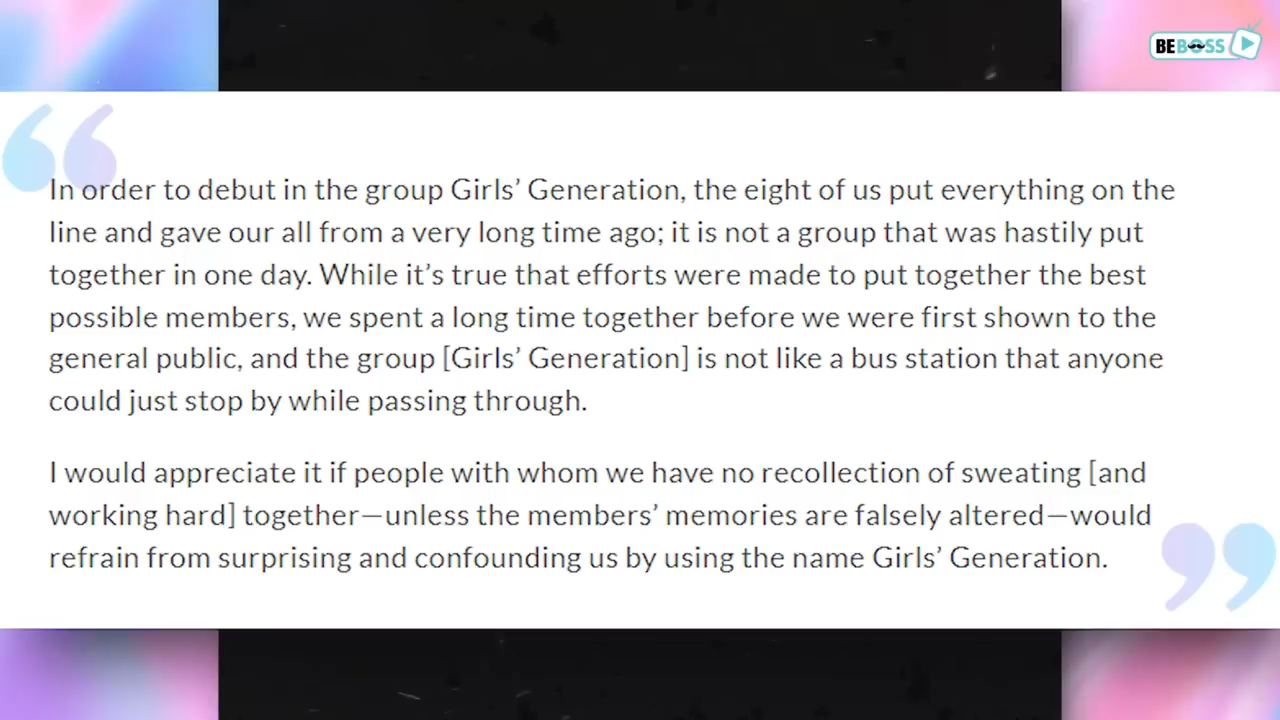 BEBOSS
In order to debut in the group Girls’ Generation, the eight of us put everything on the
line and gave our all from a very long time ago; it is not a group that was hastily put
together in one day. While it’s true that efforts were made to put together the best
possible members, we spent a long time together before we were first shown to the
general public, and the group [Girls’ Generation] is not like a bus station that anyone
could just stop by while passing through.
I would appreciate it if people with whom we have no recollection of sweating [and
working hard] together—unless the members’ memories are falsely altered—would
refrain from surprising and confounding us by using the name Girls’ Generation.